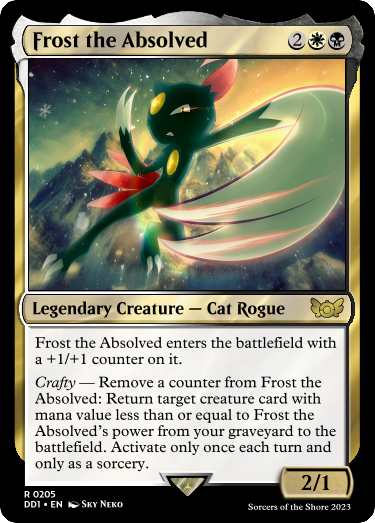 Frost the Absolved 2
Legendary Creature — Cat Rogue
Frost the Absolved enters the battlefield with
a +1/+1 counter on it.
Crafty — Remove a counter from Frost the
Absolved: Return target creature card with
mana value less than or equal to Frost the
Absolved's power from your graveyard to the
battlefield. Activate only once each turn and
only as a sorcery.
2/1
R 0205
DD1 • EN Sky Neko
Sorcers of the Shore 2023